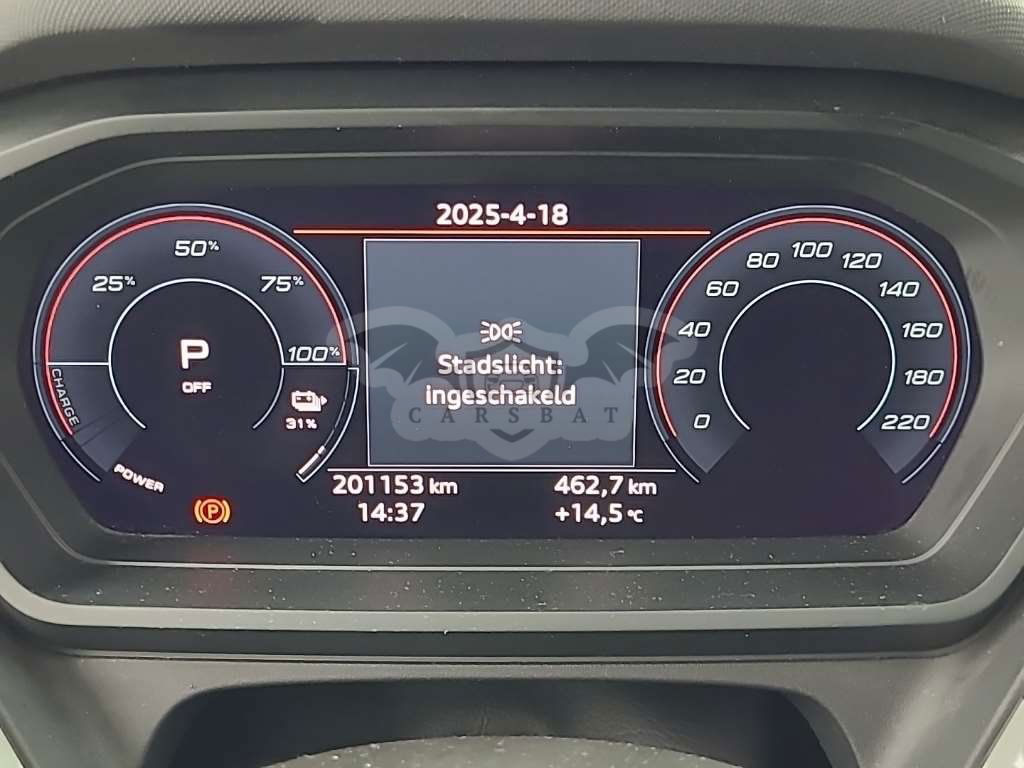 2025-4-18
25%
50%
75%
100%
CHARGE
POWER
P
OFF
31%
Stadslicht:
ingeschakeld
CARSBAT
0
20
40
60
80
100
120
140
160
180
220
201153 km
462,7 km
14:37
+14,5 °C
(P)